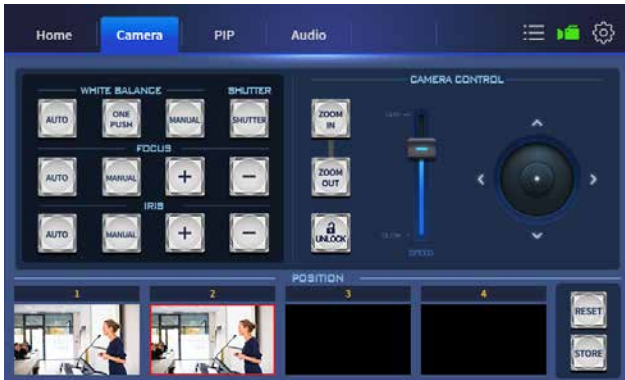 Home Camera PIP Audio
WHITE BALANCE SHUTTER CAMERA CONTROL
AUTO ONE PUSH MANUAL SHUTTER ZOOM IN
FOCUS
AUTO MANUAL + − ZOOM OUT
IRIS
AUTO MANUAL + − UNLOCK
SPEED
POSITION
1 2 3 4
RESET
STORE